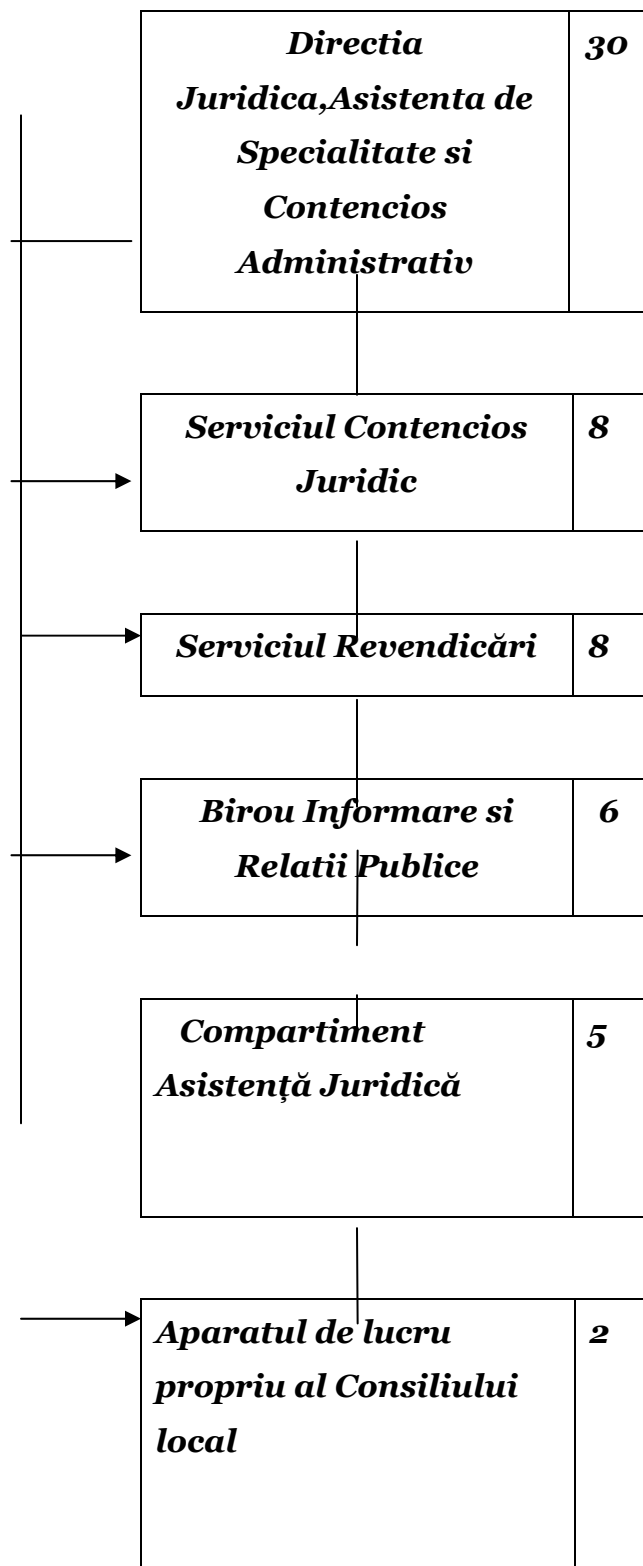 Directia 30
Juridica,Asistenta de
Specialitate si
Contencios
Administrativ
Serviciul Contencios 8
Juridic
Serviciul Revendicări 8
Birou Informare si 6
Relatii Publice
Compartiment 5
Asistență Juridică
Aparatul de lucru 2
propriu al Consiliului
local